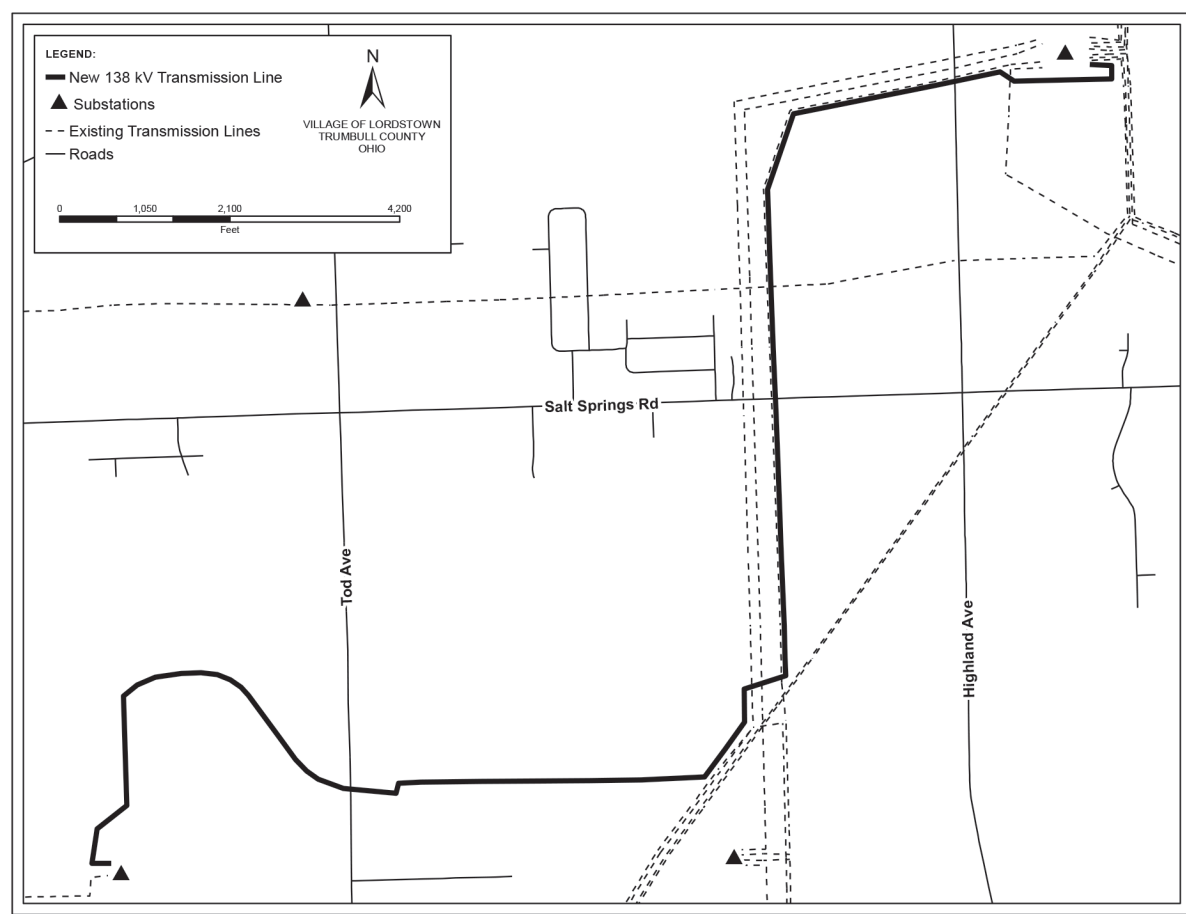 LEGEND:
New 138 kV Transmission Line
Substations
Existing Transmission Lines
Roads
N
VILLAGE OF LORDSTOWN
TRUMBULL COUNTY
OHIO
0 1,050 2,100 4,200
Feet
Salt Springs Rd
Tod Ave
Highland Ave